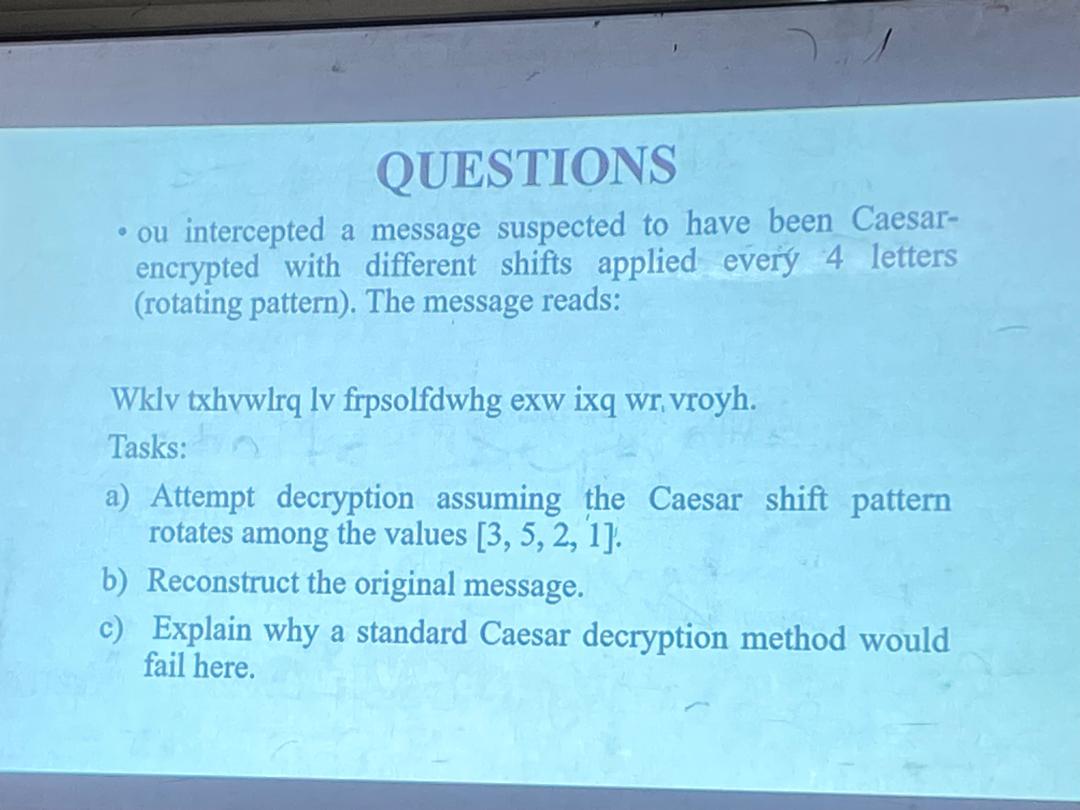 QUESTIONS
• ou intercepted a message suspected to have been Caesar-
encrypted with different shifts applied every 4 letters
(rotating pattern). The message reads:
Wklv txhvwlrq lv frpsolfdwhg exw ixq wr vroyh.
Tasks:
a) Attempt decryption assuming the Caesar shift pattern
rotates among the values [3, 5, 2, 1].
b) Reconstruct the original message.
c) Explain why a standard Caesar decryption method would
fail here.